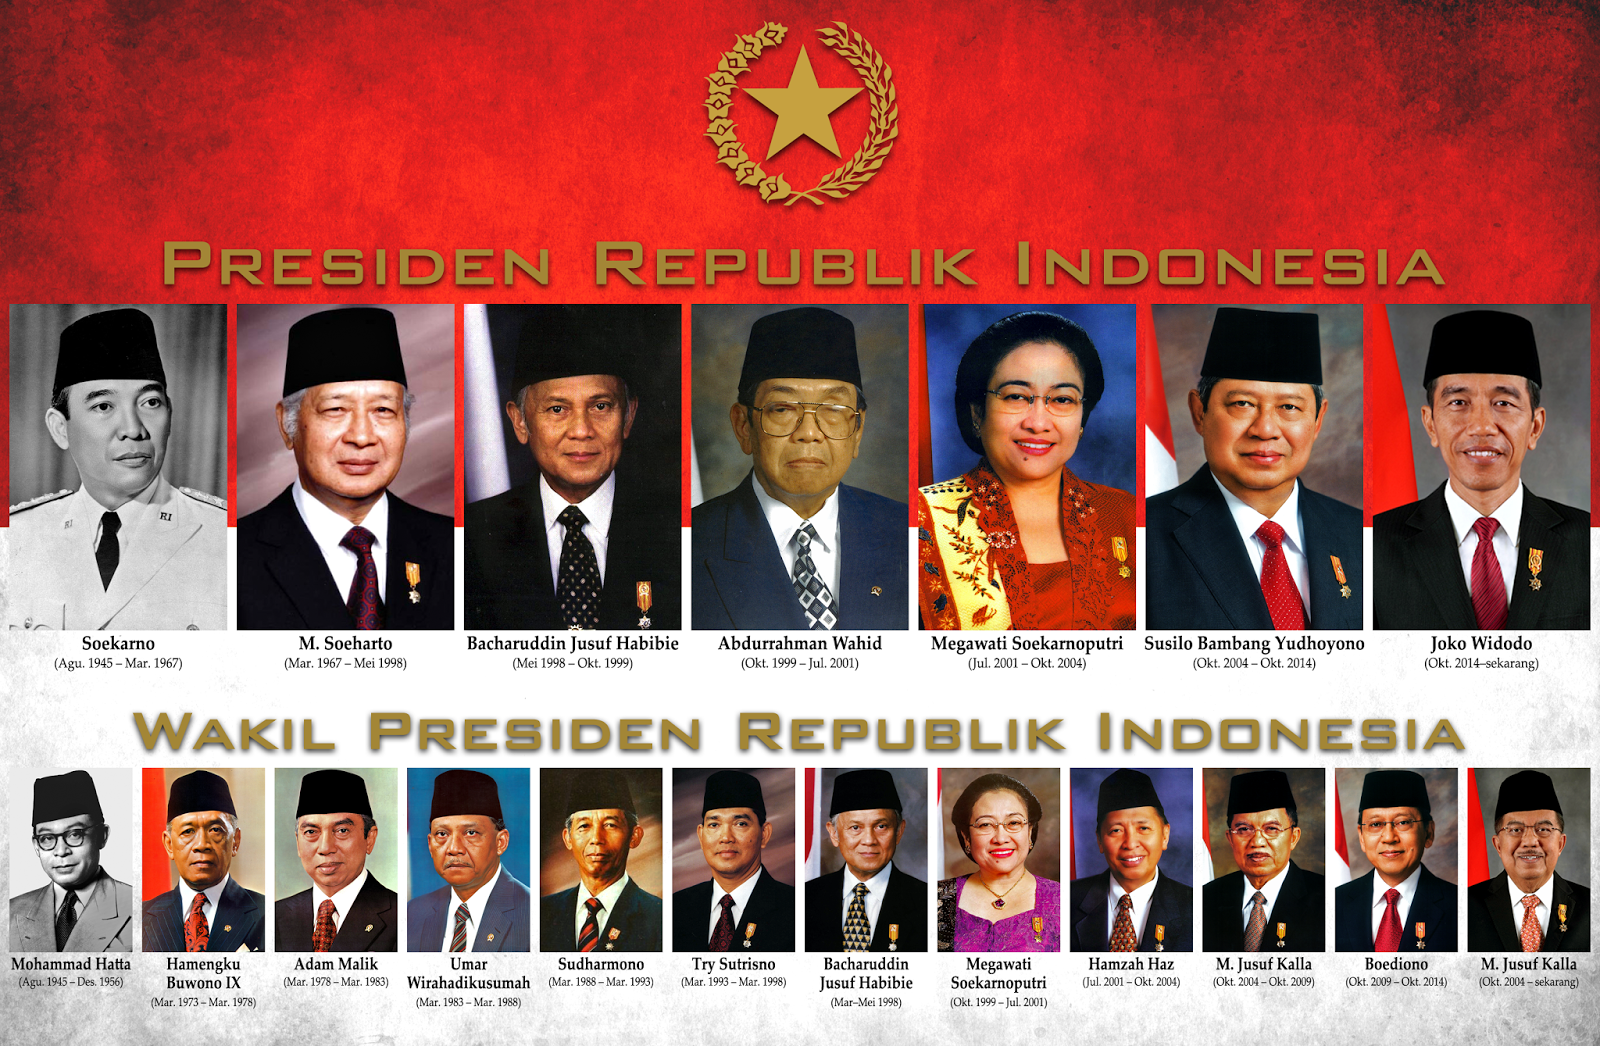 PRESIDEN REPUBLIK INDONESIA
RI RI
Soekarno
(Agu. 1945 – Mar. 1967)
M. Soeharto
(Mar. 1967 – Mei 1998)
Bacharuddin Jusuf Habibie
(Mei 1998 – Okt. 1999)
Abdurrahman Wahid
(Okt. 1999 – Jul. 2001)
Megawati Soekarnoputri
(Jul. 2001 – Okt. 2004)
Susilo Bambang Yudhoyono
(Okt. 2004 – Okt. 2014)
Joko Widodo
(Okt. 2014–sekarang)
WAKIL PRESIDEN REPUBLIK INDONESIA
Mohammad Hatta
(Agu. 1945 – Des. 1956)
Hamengku
Buwono IX
(Mar. 1973 – Mar. 1978)
Adam Malik
(Mar. 1978 – Mar. 1983)
Umar
Wirahadikusumah
(Mar. 1983 – Mar. 1988)
Sudharmono
(Mar. 1988 – Mar. 1993)
Try Sutrisno
(Mar. 1993 – Mar. 1998)
Bacharuddin
Jusuf Habibie
(Mar–Mei 1998)
Megawati
Soekarnoputri
(Okt. 1999 – Jul. 2001)
Hamzah Haz
(Jul. 2001 – Okt. 2004)
M. Jusuf Kalla
(Okt. 2004 – Okt. 2009)
Boediono
(Okt. 2009 – Okt. 2014)
M. Jusuf Kalla
(Okt. 2004 – sekarang)